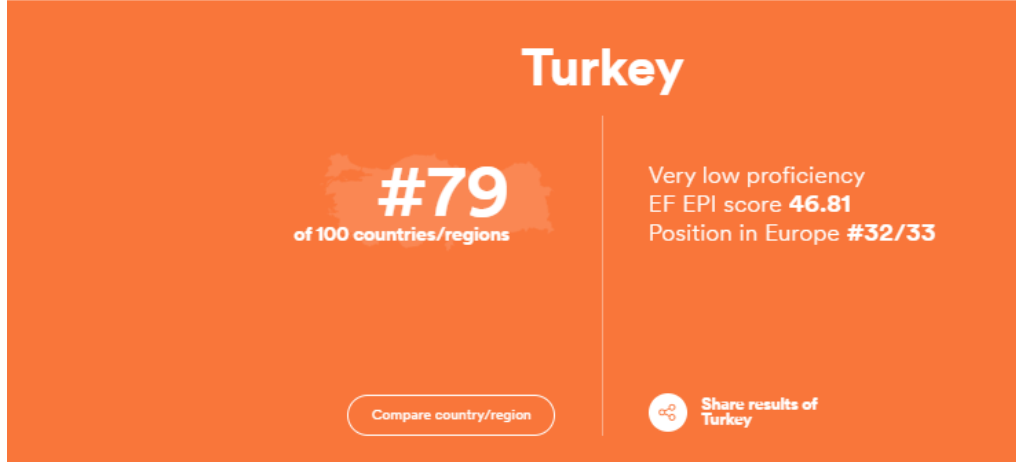 Turkey
#79
of 100 countries/regions
Very low proficiency
EF EPI score 46.81
Position in Europe #32/33
Compare country/region
Share results of
Turkey